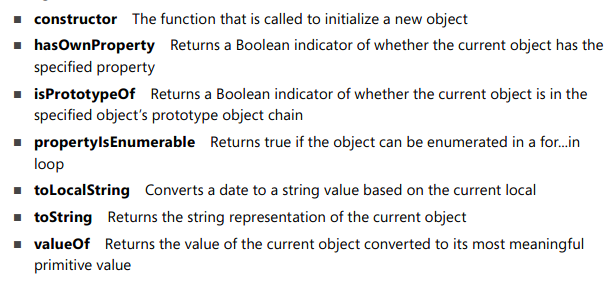 ■ constructor The function that is called to initialize a new object
■ hasOwnProperty Returns a Boolean indicator of whether the current object has the
specified property
■ isPrototypeOf Returns a Boolean indicator of whether the current object is in the
specified object’s prototype object chain
■ propertyIsEnumerable Returns true if the object can be enumerated in a for...in
loop
■ toLocalString Converts a date to a string value based on the current local
■ toString Returns the string representation of the current object
■ valueOf Returns the value of the current object converted to its most meaningful
primitive value